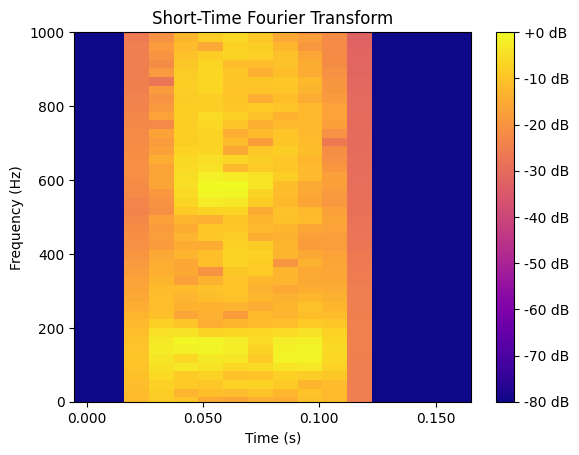 Short-Time Fourier Transform
Frequency (Hz)
1000
800
600
400
200
0
0.000
0.050
0.100
0.150
Time (s)
+0 dB
-10 dB
-20 dB
-30 dB
-40 dB
-50 dB
-60 dB
-70 dB
-80 dB